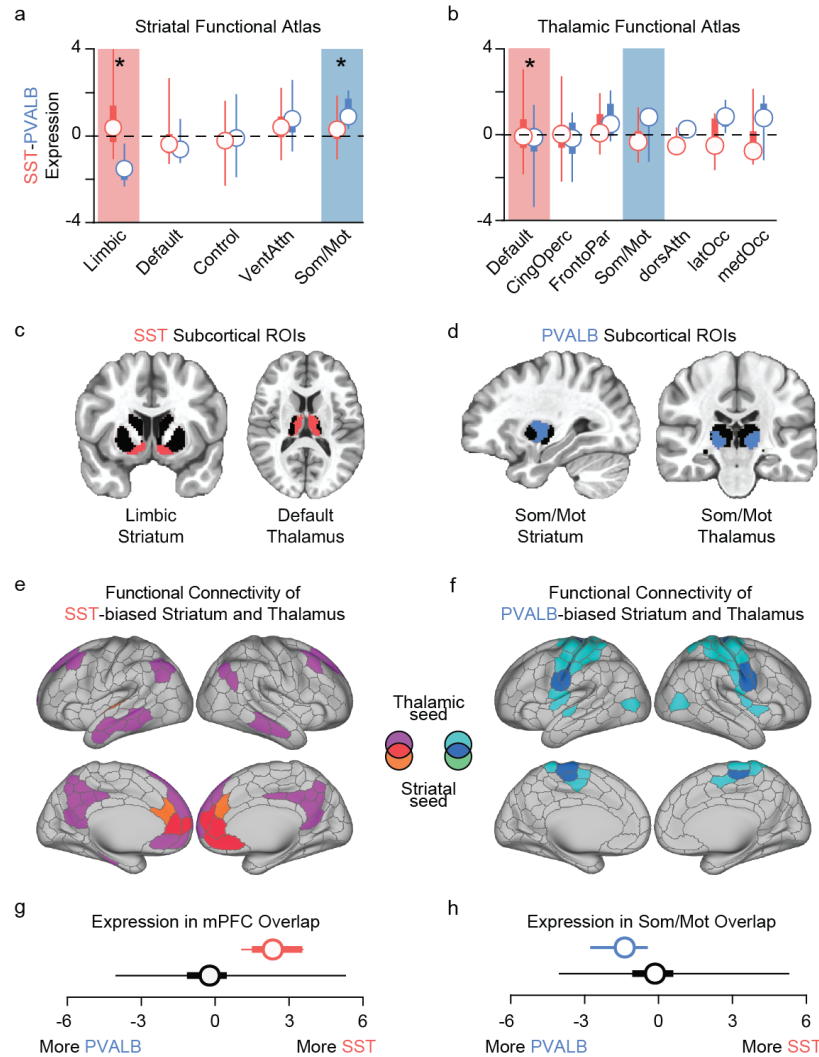 a
Striatal Functional Atlas
SST-PVALB
Expression
4
0
-4
*
*
Limbic
Default
Control
VentAttn
Som/Mot
b
Thalamic Functional Atlas
4
0
-4
*
Default
CingOperc
FrontoPar
Som/Mot
dorsAttn
latOcc
medOcc
c
SST Subcortical ROIs
Limbic
Striatum
Default
Thalamus
d
PVALB Subcortical ROIs
Som/Mot
Striatum
Som/Mot
Thalamus
e
Functional Connectivity of
SST-biased Striatum and Thalamus
f
Functional Connectivity of
PVALB-biased Striatum and Thalamus
Thalamic
seed
Striatal
seed
g
Expression in mPFC Overlap
-6 -3 0 3 6
More PVALB More SST
h
Expression in Som/Mot Overlap
-6 -3 0 3 6
More PVALB More SST